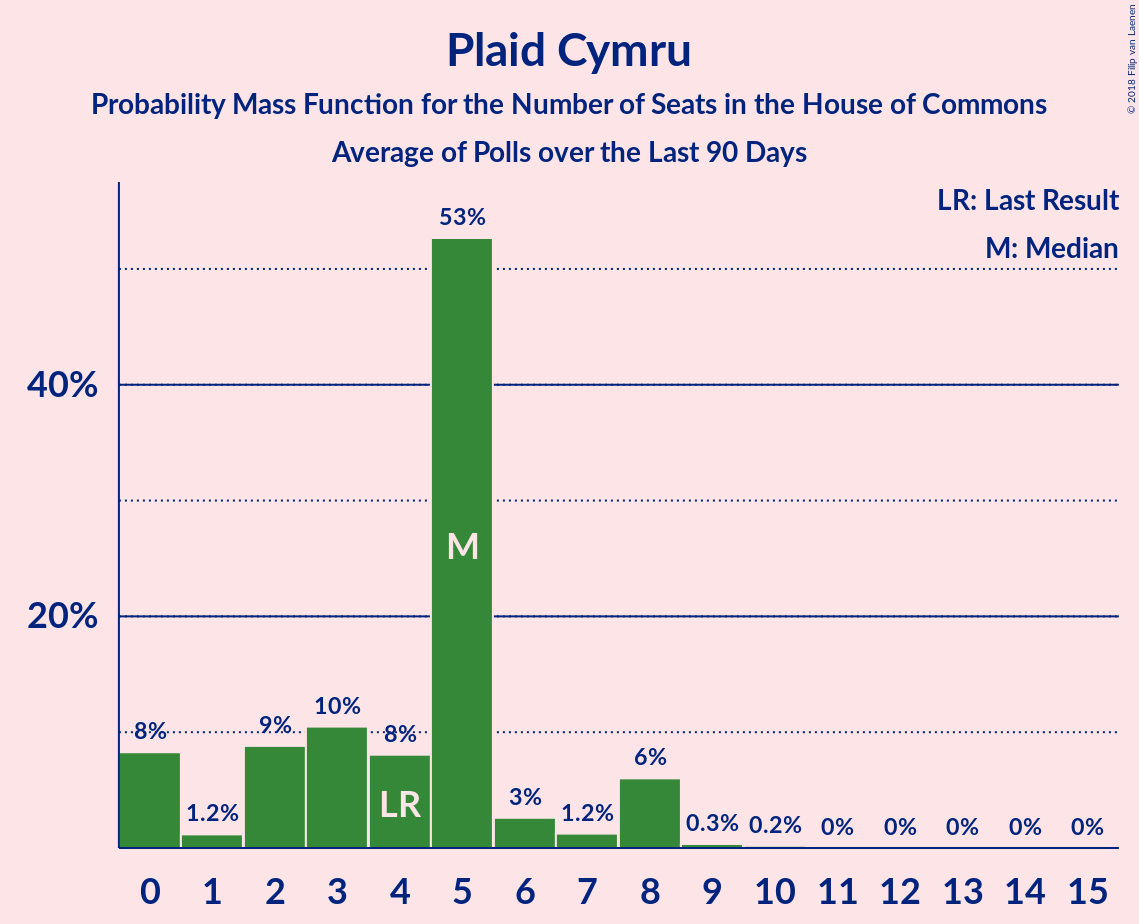 Plaid Cymru
Probability Mass Function for the Number of Seats in the House of Commons
Average of Polls over the Last 90 Days
© 2018 Filip van Laenen
LR: Last Result
M: Median
53%
40%
M
20%
8%
1.2%
9%
10%
8%
LR
3%
1.2%
6%
0.3%
0.2%
0%
0%
0%
0%
0%
0 1 2 3 4 5 6 7 8 9 10 11 12 13 14 15